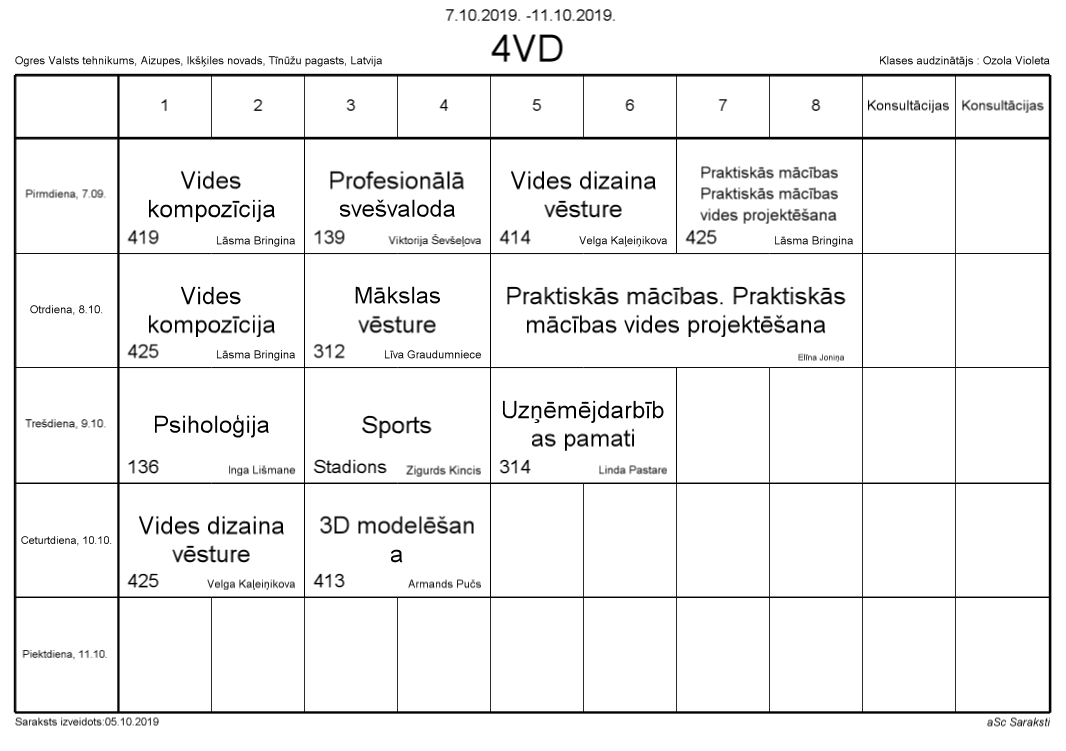 7.10.2019. -11.10.2019.
4VD
Ogres Valsts tehnikums, Aizupes, Ikšķiles novads, Tīnūžu pagasts, Latvija
Klases audzinātājs : Ozola Violeta
1 2 3 4 5 6 7 8 Konsultācijas Konsultācijas
Pirmdiena, 7.09.
Vides
kompozīcija
419 Lāsma Bringina
Profesionālā
svešvaloda
139 Viktorija Ševšeļova
Vides dizaina
vēsture
414 Velga Kaļeiņikova
Praktiskās mācības
Praktiskās mācības
vides projektēšana
425 Lāsma Bringina
Otrdiena, 8.10.
Vides
kompozīcija
425 Lāsma Bringina
Mākslas
vēsture
312 Līva Graudumniece
Praktiskās mācības. Praktiskās
mācības vides projektēšana
Elīna Joniņa
Trešdiena, 9.10.
Psiholoģija
136 Inga Lišmane
Sports
Stadions Zigurds Kincis
Uzņēmējdarbīb
as pamati
314 Linda Pastare
Ceturtdiena, 10.10.
Vides dizaina
vēsture
425 Velga Kaļeiņikova
3D modelēšan
a
413 Armands Pučs
Piektdiena, 11.10.
Saraksts izveidots:05.10.2019
aSc Saraksti